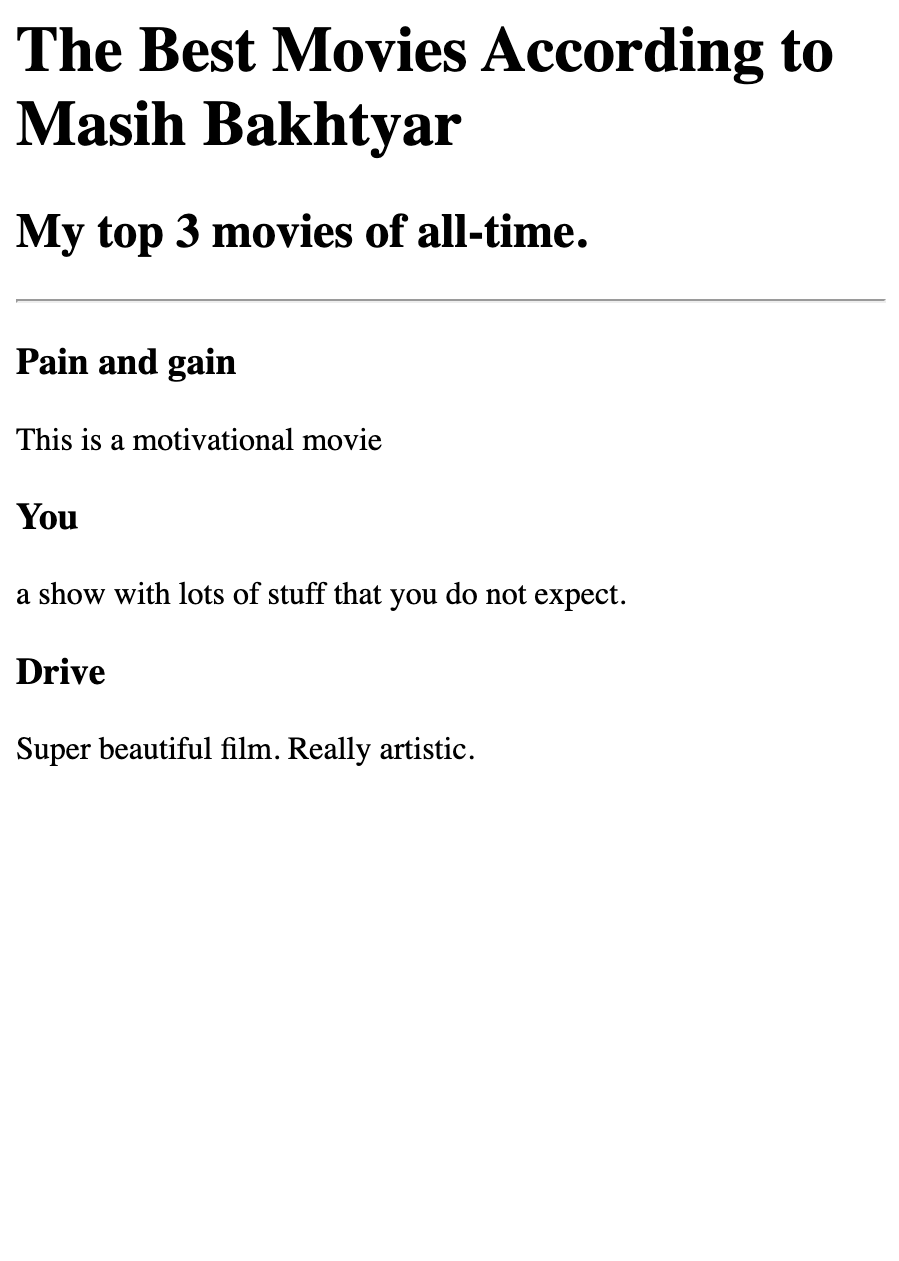 The Best Movies According to
Masih Bakhtyar
My top 3 movies of all-time.
Pain and gain
This is a motivational movie
You
a show with lots of stuff that you do not expect.
Drive
Super beautiful film. Really artistic.